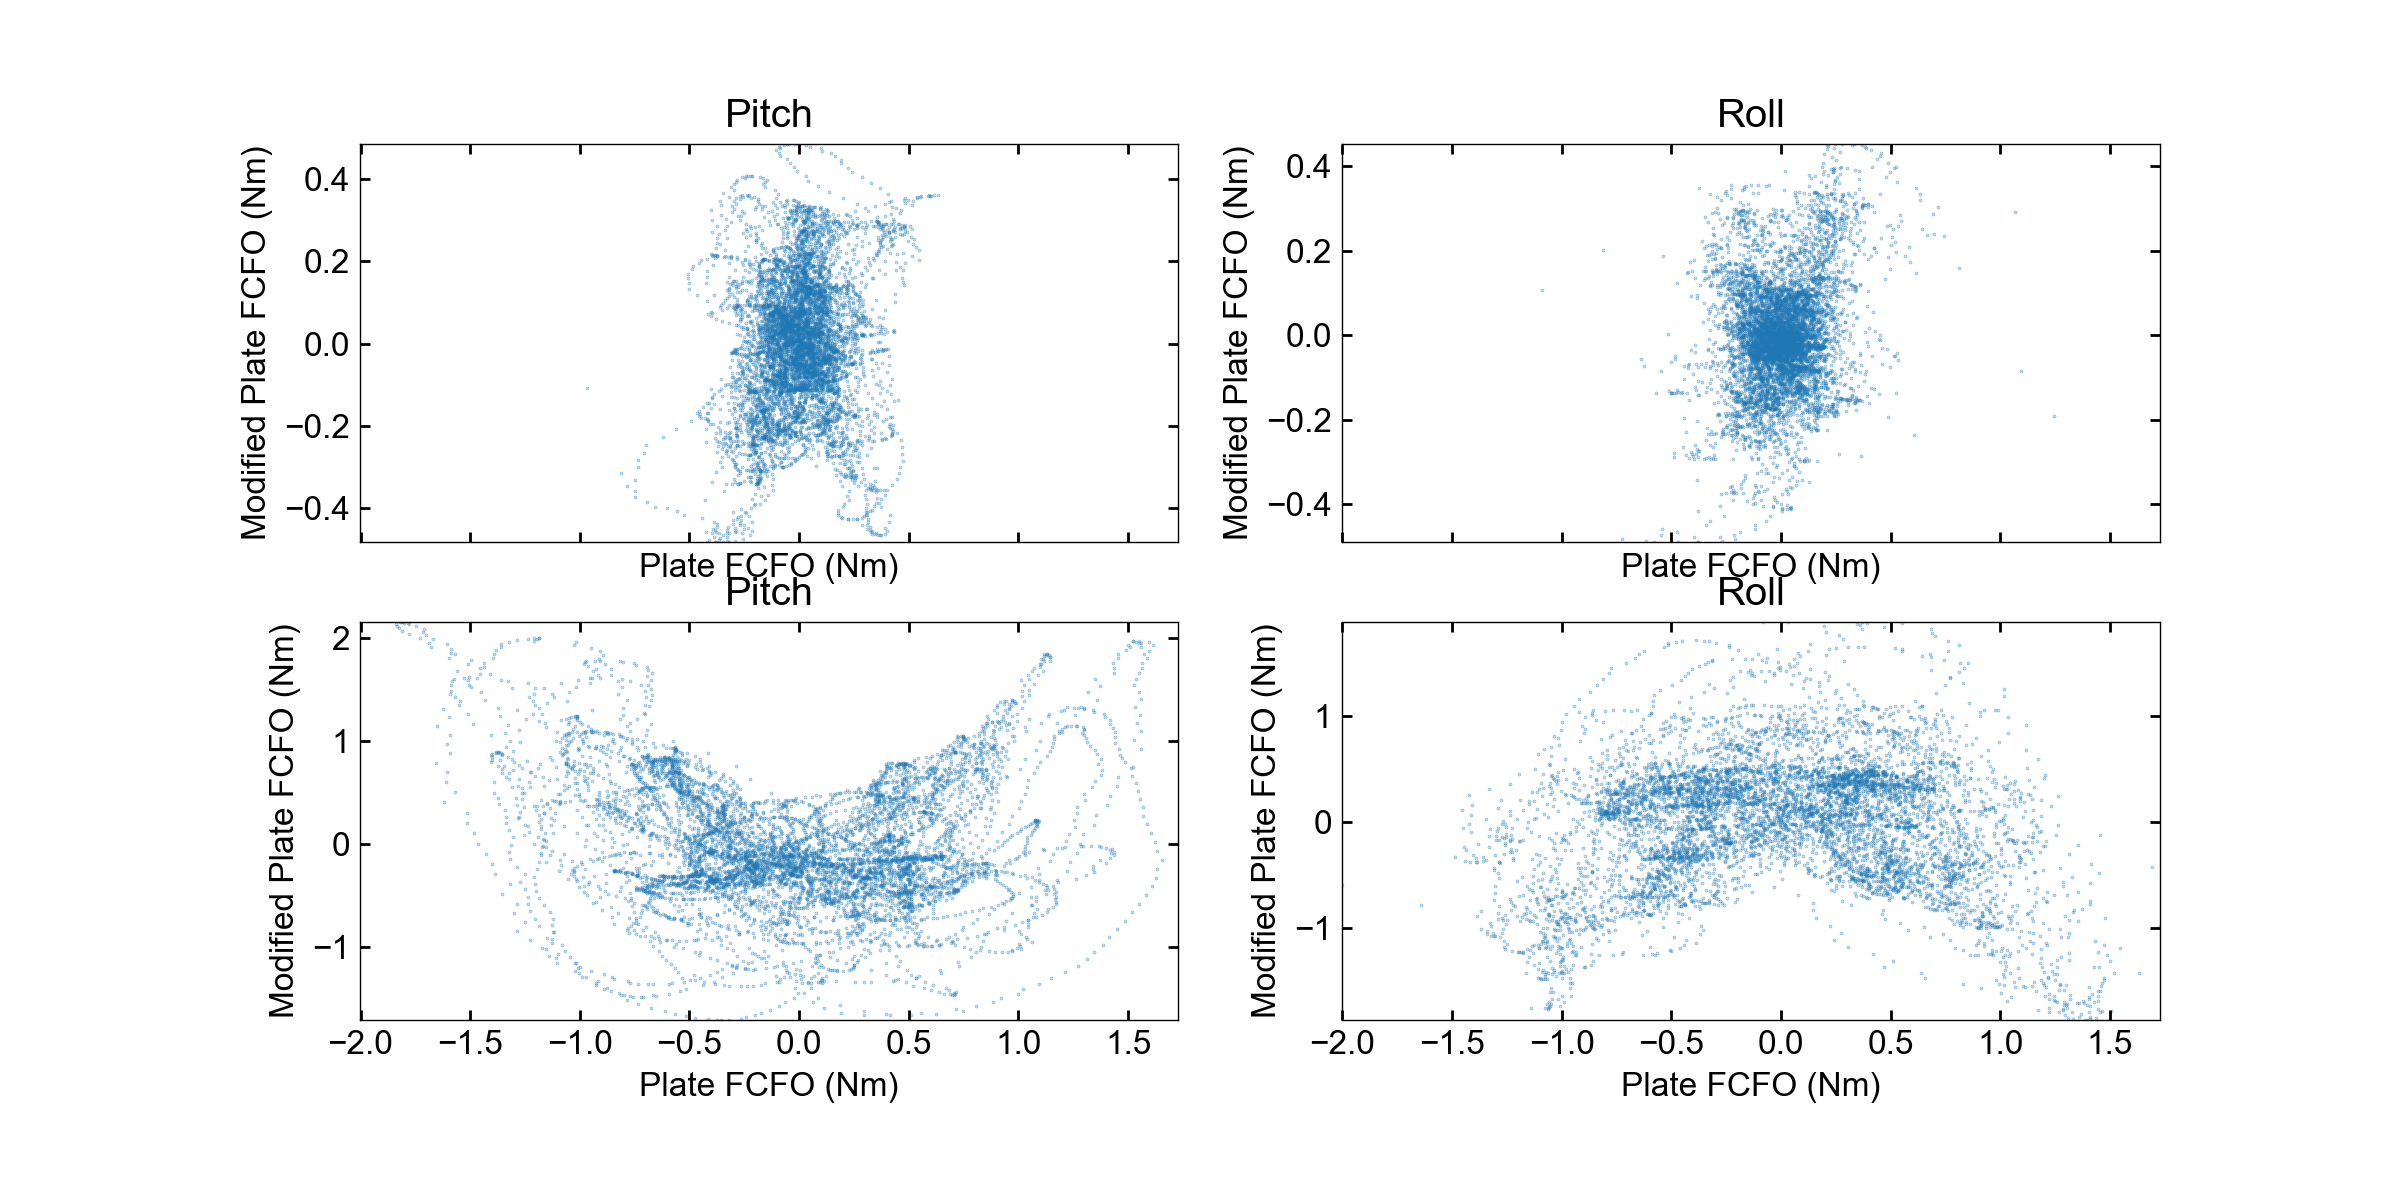 Pitch
Modified Plate FCFO (Nm)
0.4
0.2
0.0
−0.2
−0.4
Plate FCFO (Nm)
Roll
Modified Plate FCFO (Nm)
0.4
0.2
0.0
−0.2
−0.4
Plate FCFO (Nm)
Pitch
Modified Plate FCFO (Nm)
2
1
0
−1
−2.0 −1.5 −1.0 −0.5 0.0 0.5 1.0 1.5
Plate FCFO (Nm)
Roll
Modified Plate FCFO (Nm)
1
0
−1
−2.0 −1.5 −1.0 −0.5 0.0 0.5 1.0 1.5
Plate FCFO (Nm)